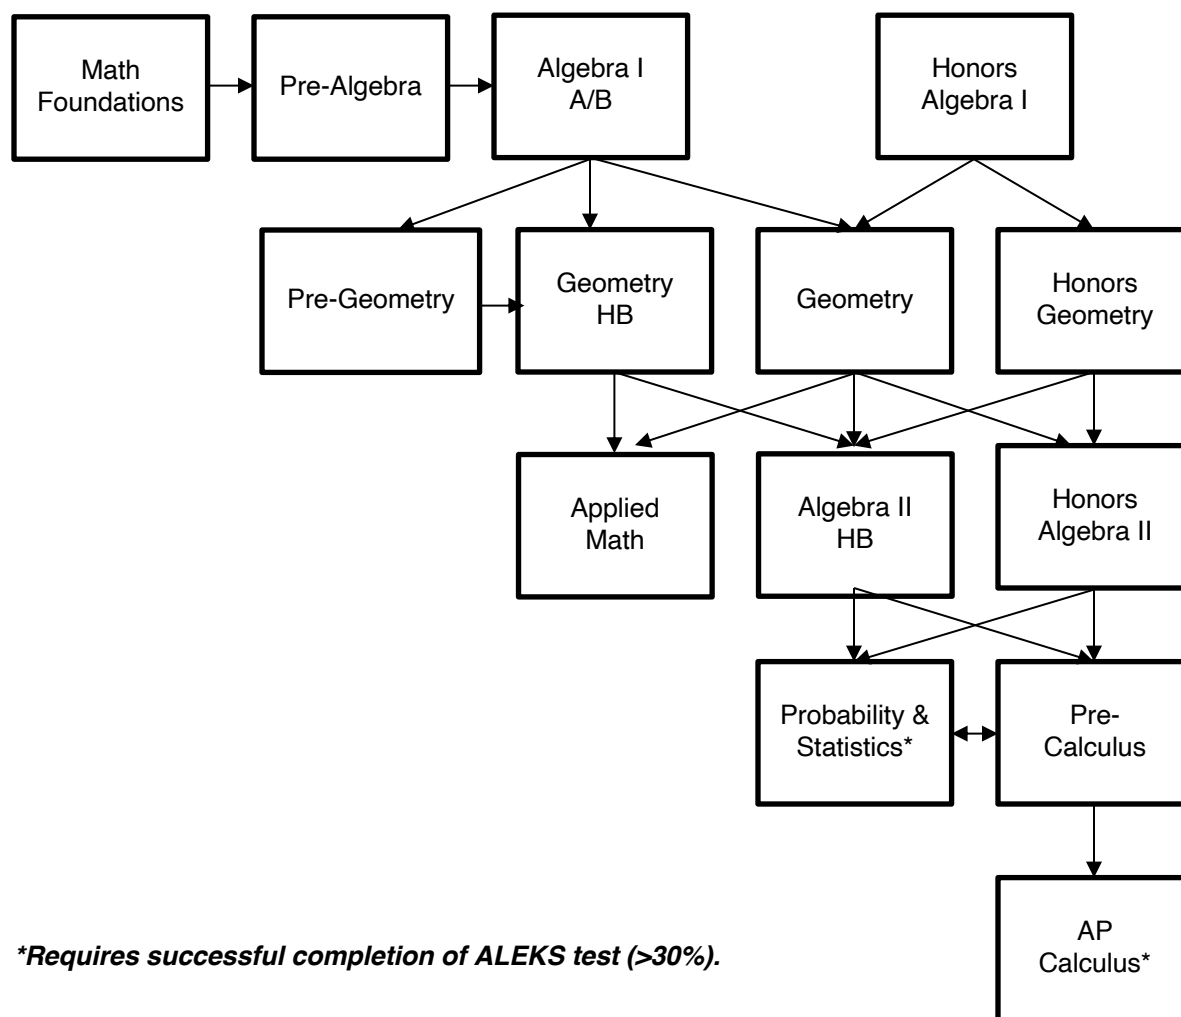 Math
Foundations
Pre-Algebra
Algebra I
A/B
Honors
Algebra I
Pre-Geometry
Geometry
HB
Geometry
Honors
Geometry
Applied
Math
Algebra II
HB
Honors
Algebra II
Probability &
Statistics*
Pre-
Calculus
AP
Calculus*
*Requires successful completion of ALEKS test (>30%).